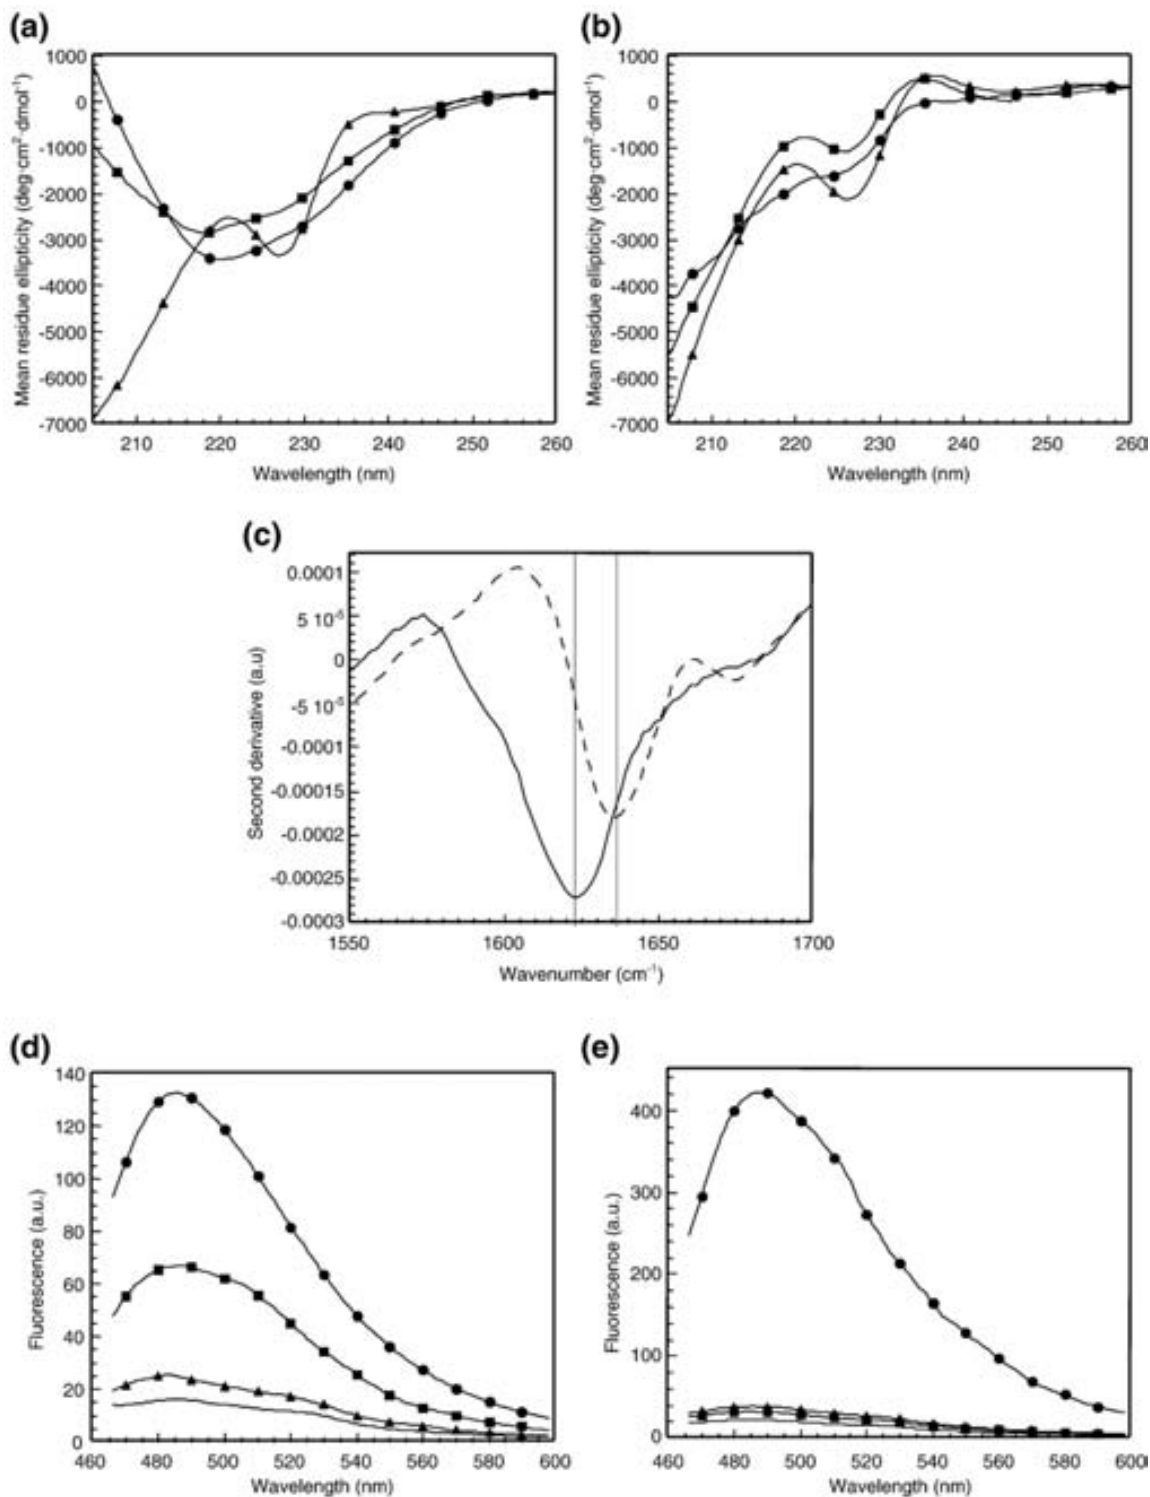 (a)
1000
0
-1000
-2000
-3000
-4000
-5000
-6000
-7000
Mean residue ellipticity (deg·cm²·dmol⁻¹)
210 220 230 240 250 260
Wavelength (nm)
(b)
1000
0
-1000
-2000
-3000
-4000
-5000
-6000
-7000
Mean residue ellipticity (deg·cm²·dmol⁻¹)
210 220 230 240 250 260
Wavelength (nm)
(c)
0.0001
5 10⁻⁵
0
-5 10⁻⁵
-0.0001
-0.00015
-0.0002
-0.00025
-0.0003
Second derivative (a.u)
1550 1600 1650 1700
Wavenumber (cm⁻¹)
(d)
140
120
100
80
60
40
20
0
Fluorescence (a.u.)
460 480 500 520 540 560 580 600
Wavelength (nm)
(e)
400
300
200
100
0
Fluorescence (a.u.)
460 480 500 520 540 560 580 600
Wavelength (nm)